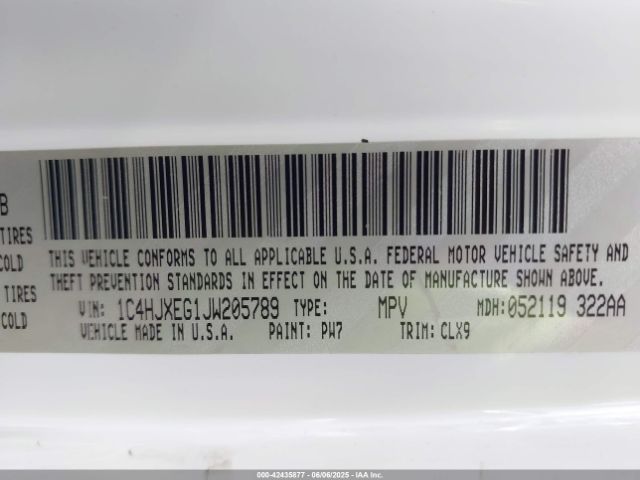 B
TIRES
COLD
TIRES
COLD
THIS VEHICLE CONFORMS TO ALL APPLICABLE U.S.A. FEDERAL MOTOR VEHICLE SAFETY AND
THEFT PREVENTION STANDARDS IN EFFECT ON THE DATE OF MANUFACTURE SHOWN ABOVE.
VIN: 1C4HJXEG1JW205789 TYPE: MPV MDH: 052119 322AA
VEHICLE MADE IN U.S.A. PAINT: PW7 TRIM: CLX9
000-42435877 - 06/06/2025 - IAA Inc.